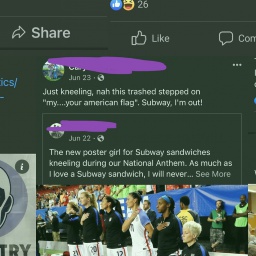 26
Share
Like
Com
tics/
Jun 23
Just kneeling, nah this trashed stepped on
"my....your american flag". Subway, I'm out!
Jun 22
The new poster girl for Subway sandwiches
kneeling during our National Anthem. As much as
I love a Subway sandwich, I will never... See More
TRY